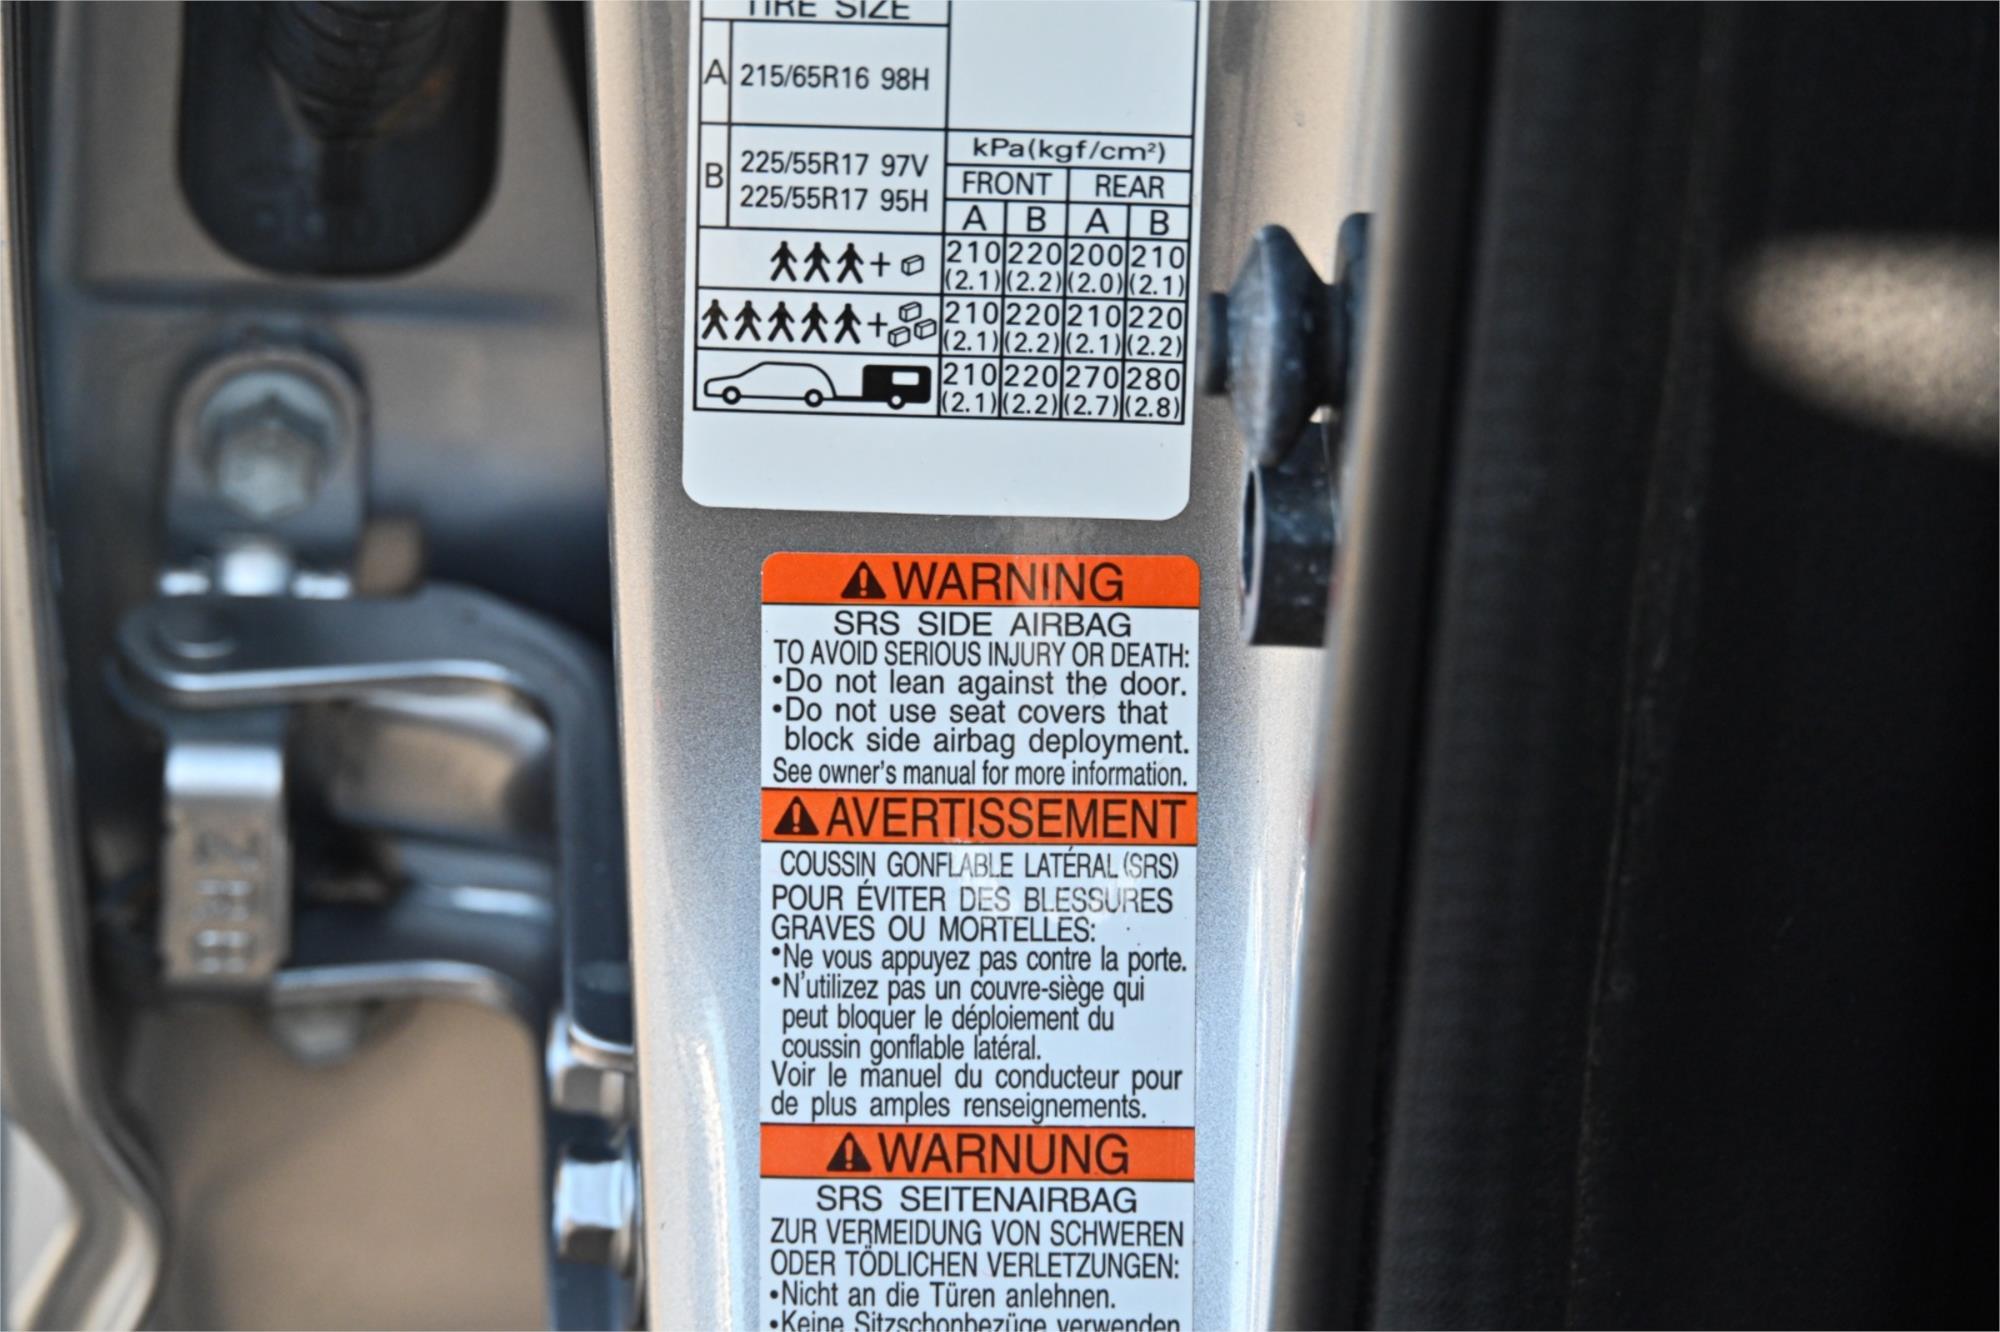 TIRE SIZE
A 215/65R16 98H
B 225/55R17 97V
225/55R17 95H
kPa(kgf/cm²)
FRONT REAR
A B A B
+ 210 220 200 210
(2.1) (2.2) (2.0) (2.1)
+ 210 220 210 220
(2.1) (2.2) (2.1) (2.2)
210 220 270 280
(2.1) (2.2) (2.7) (2.8)
WARNING
SRS SIDE AIRBAG
TO AVOID SERIOUS INJURY OR DEATH:
•Do not lean against the door.
•Do not use seat covers that
block side airbag deployment.
See owner's manual for more information.
AVERTISSEMENT
COUSSIN GONFLABLE LATÉRAL (SRS)
POUR ÉVITER DES BLESSURES
GRAVES OU MORTELLES:
•Ne vous appuyez pas contre la porte.
•N'utilizez pas un couvre-siège qui
peut bloquer le déploiement du
coussin gonflable latéral.
Voir le manuel du conducteur pour
de plus amples renseignements.
WARNUNG
SRS SEITENAIRBAG
ZUR VERMEIDUNG VON SCHWEREN
ODER TÖDLICHEN VERLETZUNGEN:
•Nicht an die Türen anlehnen.
•Keine Sitzschonbezüge verwenden